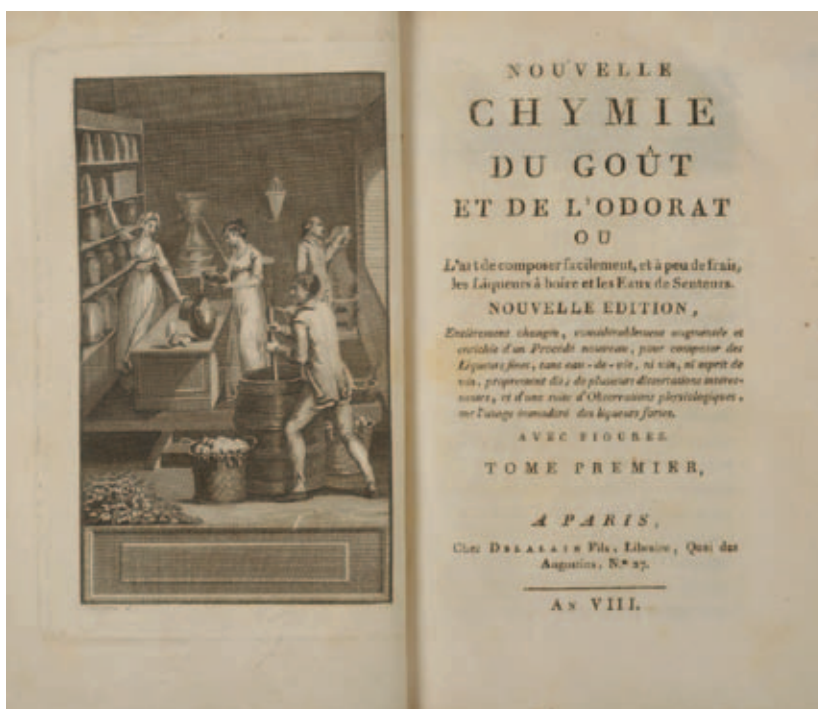 NOUVELLE
CHYMIE
DU GOÛT
ET DE L'ODORAT
OU
L'art de composer facilement, et à peu de frais,
les Liqueurs à boire et les Eaux de Senteurs.
NOUVELLE EDITION,
Entièrement changée, considérablement augmentée et
enrichie d'un Procédé nouveau, pour composer des
Liqueurs fines, sans eau-de-vie, ni vin, ni esprit de
vin, proprement dit; de plusieurs dissertations intéres-
santes, et d'une suite d'Observations physiologiques,
sur l'usage immodéré des liqueurs fortes.
AVEC FIGURES.
TOME PREMIER,
A PARIS,
Chez DELALAIN Fils, Libraire, Quai des
Augustins, N.º 27.
AN VIII.